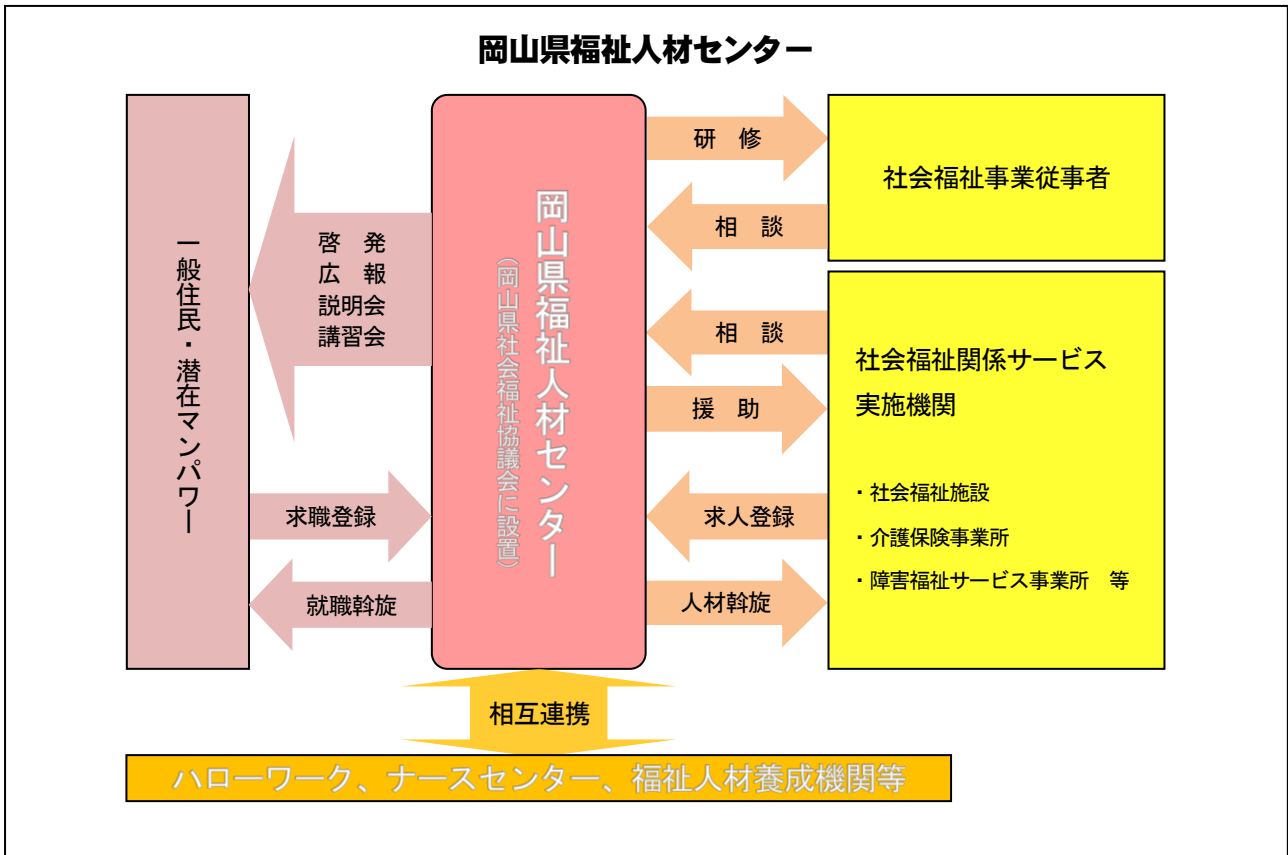 岡山県福祉人材センター
一般住民・潜在マンパワー
啓　発
広　報
説明会
講習会
求職登録
就職斡旋
岡山県福祉人材センター
（岡山県社会福祉協議会に設置）
研　修
相　談
相　談
援　助
求人登録
人材斡旋
社会福祉事業従事者
社会福祉関係サービス
実施機関
・社会福祉施設
・介護保険事業所
・障害福祉サービス事業所　等
相互連携
ハローワーク、ナースセンター、福祉人材養成機関等